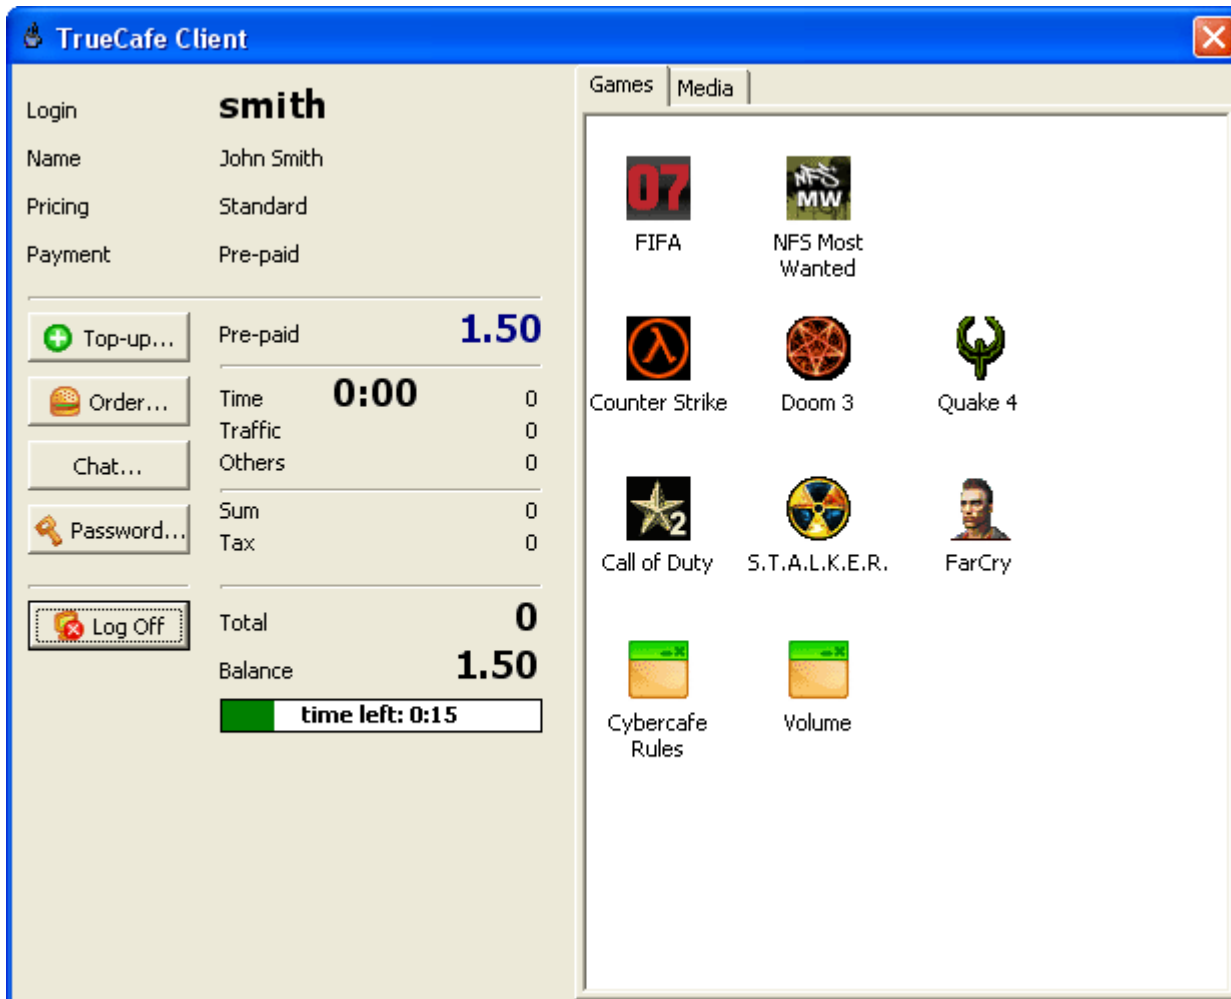 TrueCafe Client
Login smith
Name John Smith
Pricing Standard
Payment Pre-paid
Top-up...
Order...
Chat...
Password...
Log Off
Pre-paid 1.50
Time 0:00 0
Traffic 0
Others 0
Sum 0
Tax 0
Total 0
Balance 1.50
time left: 0:15
Games Media
07
FIFA
NFS
MW
NFS Most
Wanted
Counter Strike
Doom 3
Quake 4
2
Call of Duty
S.T.A.L.K.E.R.
FarCry
Cybercafe
Rules
Volume